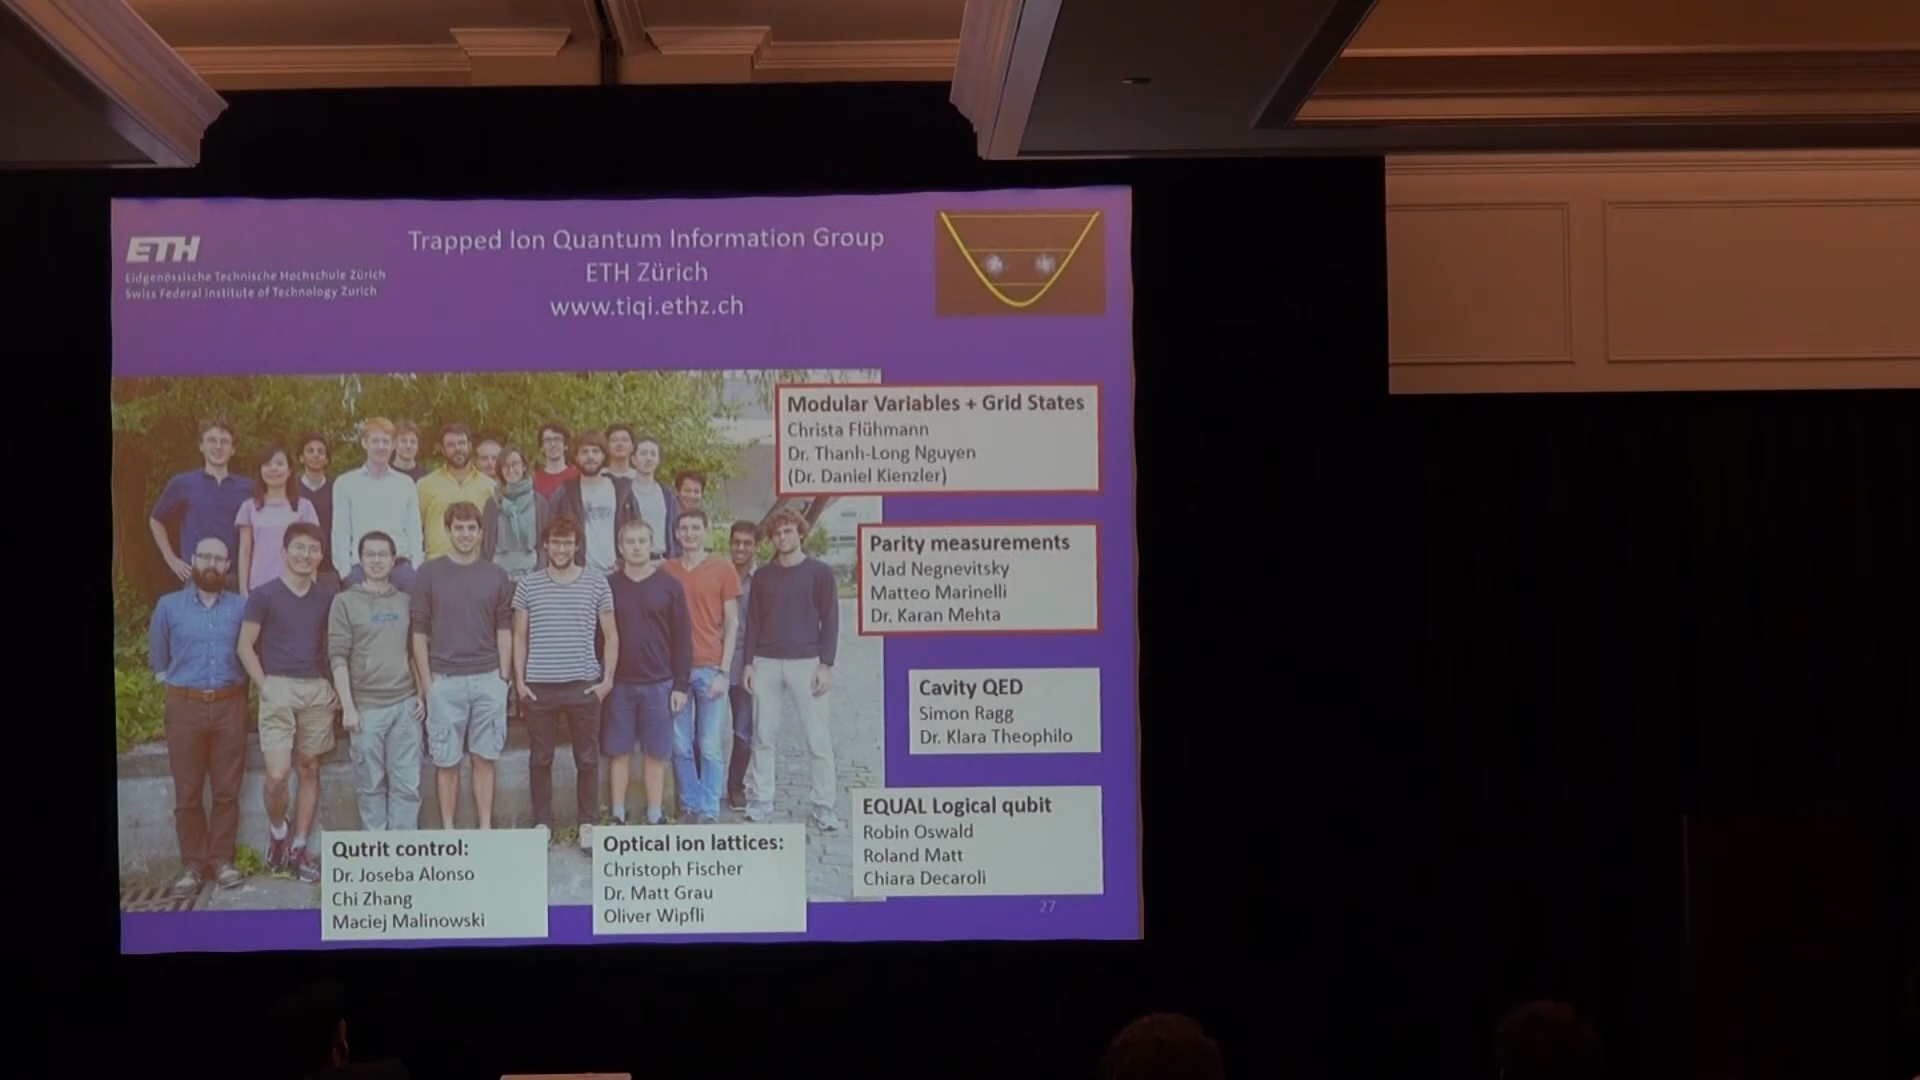 ETH
Eidgenössische Technische Hochschule Zürich
Swiss Federal Institute of Technology Zurich
Trapped Ion Quantum Information Group
ETH Zürich
www.tiqi.ethz.ch
Modular Variables + Grid States
Christa Flühmann
Dr. Thanh-Long Nguyen
(Dr. Daniel Kienzler)
Parity measurements
Vlad Negnevitsky
Matteo Marinelli
Dr. Karan Mehta
Cavity QED
Simon Ragg
Dr. Klara Theophilo
EQUAL Logical qubit
Robin Oswald
Roland Matt
Chiara Decaroli
Qutrit control:
Dr. Joseba Alonso
Chi Zhang
Maciej Malinowski
Optical ion lattices:
Christoph Fischer
Dr. Matt Grau
Oliver Wipfli
27